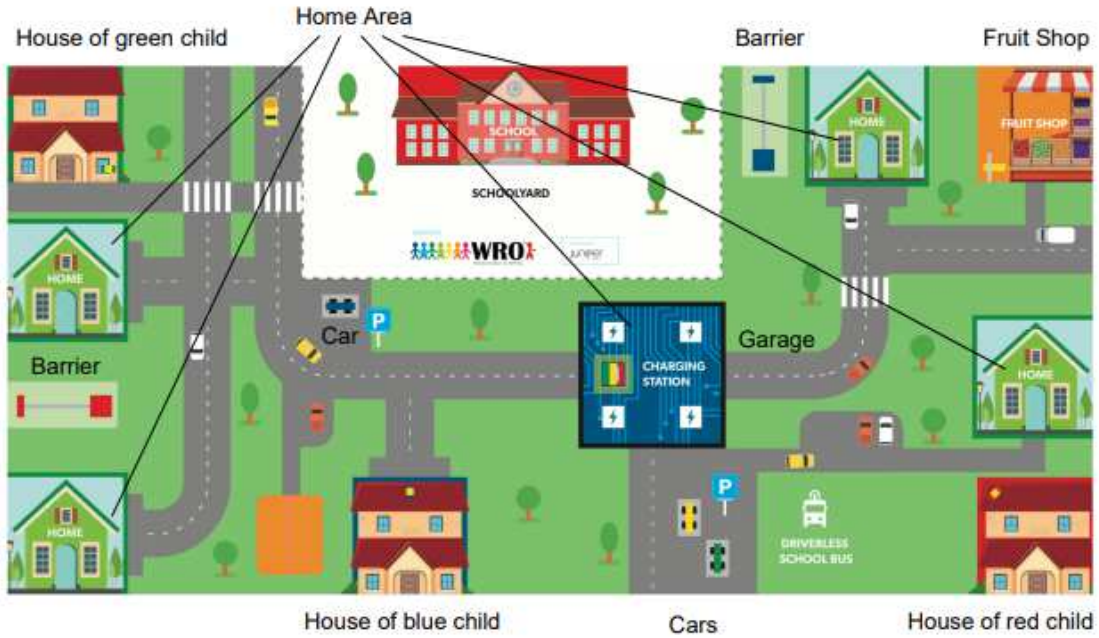 Home Area
House of green child
Barrier
Fruit Shop
HOME
FRUIT SHOP
SCHOOL
SCHOOLYARD
HOME
WRO
Car
P
Garage
Barrier
CHARGING
STATION
HOME
HOME
P
DRIVERLESS
SCHOOL BUS
House of blue child
Cars
House of red child